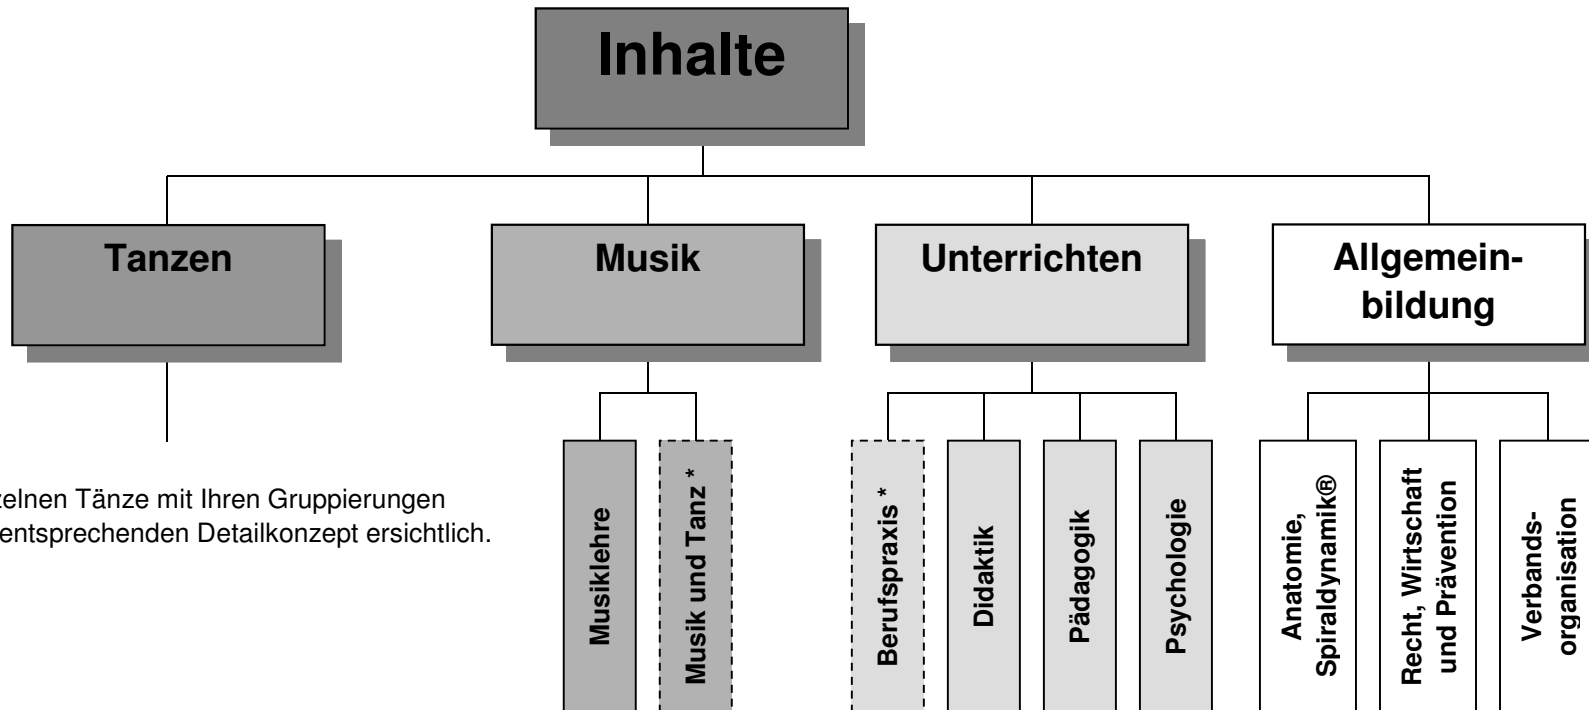 Inhalte
Tanzen
Musik
Unterrichten
Allgemein-
bildung
zelnen Tänze mit Ihren Gruppierungen
entsprechenden Detailkonzept ersichtlich.
Musiklehre
Musik und Tanz *
Berufspraxis *
Didaktik
Pädagogik
Psychologie
Anatomie,
Spiraldynamik®
Recht, Wirtschaft
und Prävention
Verbands-
organisation